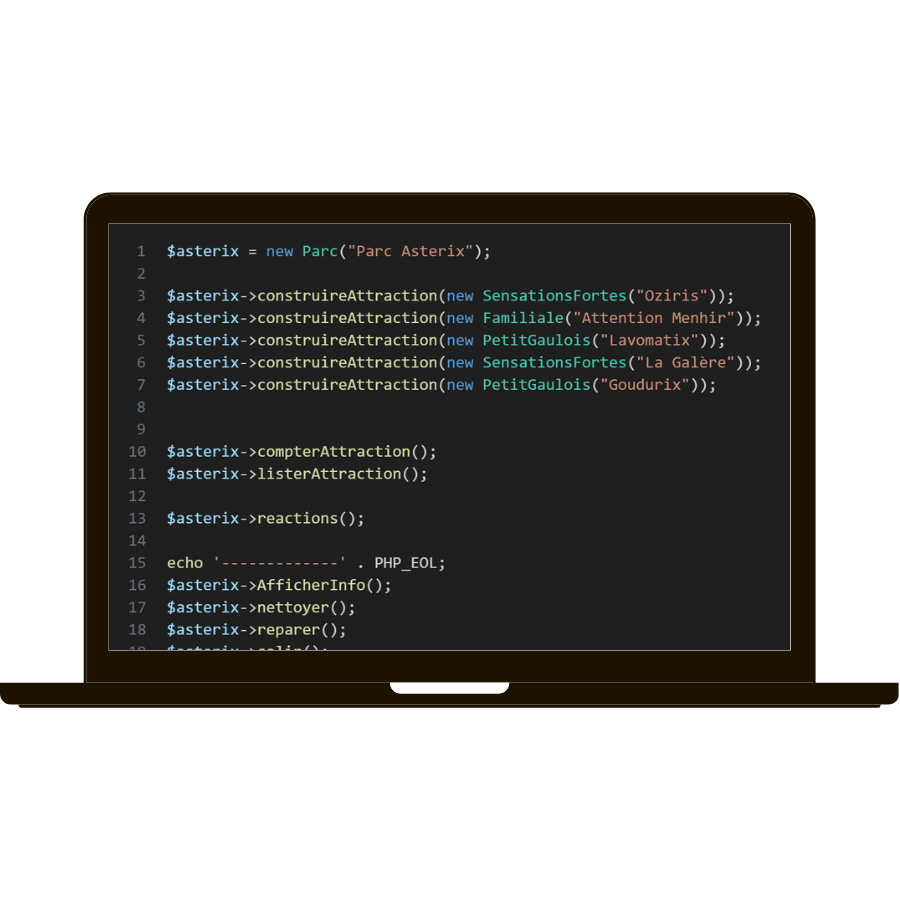 1 $asterix = new Parc("Parc Asterix");
2
3 $asterix->construireAttraction(new SensationsFortes("Oziris"));
4 $asterix->construireAttraction(new Familiale("Attention Menhir"));
5 $asterix->construireAttraction(new PetitGaulois("Lavomatix"));
6 $asterix->construireAttraction(new SensationsFortes("La Galère"));
7 $asterix->construireAttraction(new PetitGaulois("Goudurix"));
8
9
10 $asterix->compterAttraction();
11 $asterix->listerAttraction();
12
13 $asterix->reactions();
14
15 echo '-------------' . PHP_EOL;
16 $asterix->AfficherInfo();
17 $asterix->nettoyer();
18 $asterix->reparer();